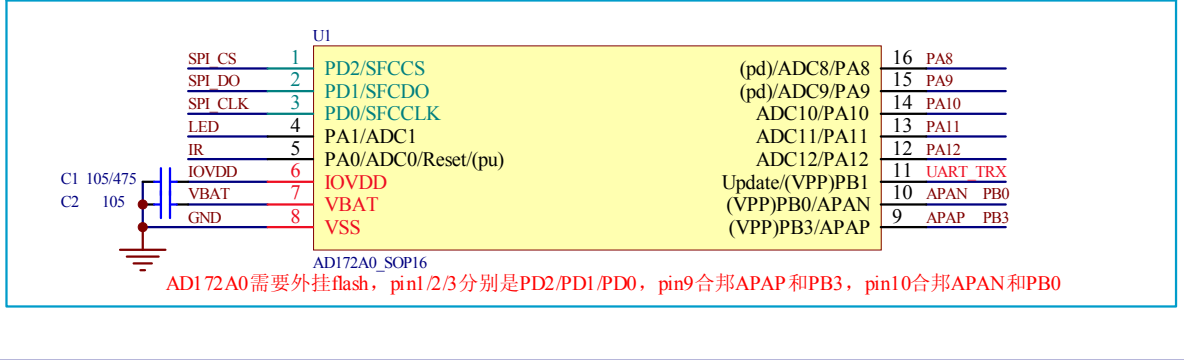 U1
SPI_CS 1 PD2/SFCCS (pd)/ADC8/PA8 16 PA8
SPI_DO 2 PD1/SFCDO (pd)/ADC9/PA9 15 PA9
SPI_CLK 3 PD0/SFCCLK ADC10/PA10 14 PA10
LED 4 PA1/ADC1 ADC11/PA11 13 PA11
IR 5 PA0/ADC0/Reset/(pu) ADC12/PA12 12 PA12
C1 105/475 IOVDD 6 IOVDD Update/(VPP)PB1 11 UART_TRX
C2 105 VBAT 7 VBAT (VPP)PB0/APAN 10 APAN PB0
GND 8 VSS (VPP)PB3/APAP 9 APAP PB3
AD172A0_SOP16
AD172A0需要外挂flash，pin1/2/3分别是PD2/PD1/PD0，pin9合邦APAP和PB3，pin10合邦APAN和PB0